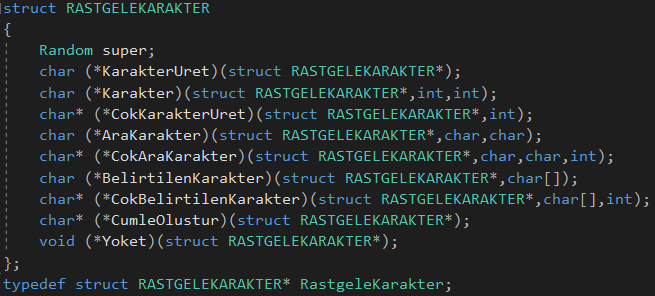 struct RASTGELEKARAKTER
{
    Random super;
    char (*KarakterUret)(struct RASTGELEKARAKTER*);
    char (*Karakter)(struct RASTGELEKARAKTER*,int,int);
    char* (*CokKarakterUret)(struct RASTGELEKARAKTER*,int);
    char (*AraKarakter)(struct RASTGELEKARAKTER*,char,char);
    char* (*CokAraKarakter)(struct RASTGELEKARAKTER*,char,char,int);
    char (*BelirtilenKarakter)(struct RASTGELEKARAKTER*,char[]);
    char* (*CokBelirtilenKarakter)(struct RASTGELEKARAKTER*,char[],int);
    char* (*CumleOlustur)(struct RASTGELEKARAKTER*);
    void (*Yoket)(struct RASTGELEKARAKTER*);
};
typedef struct RASTGELEKARAKTER* RastgeleKarakter;